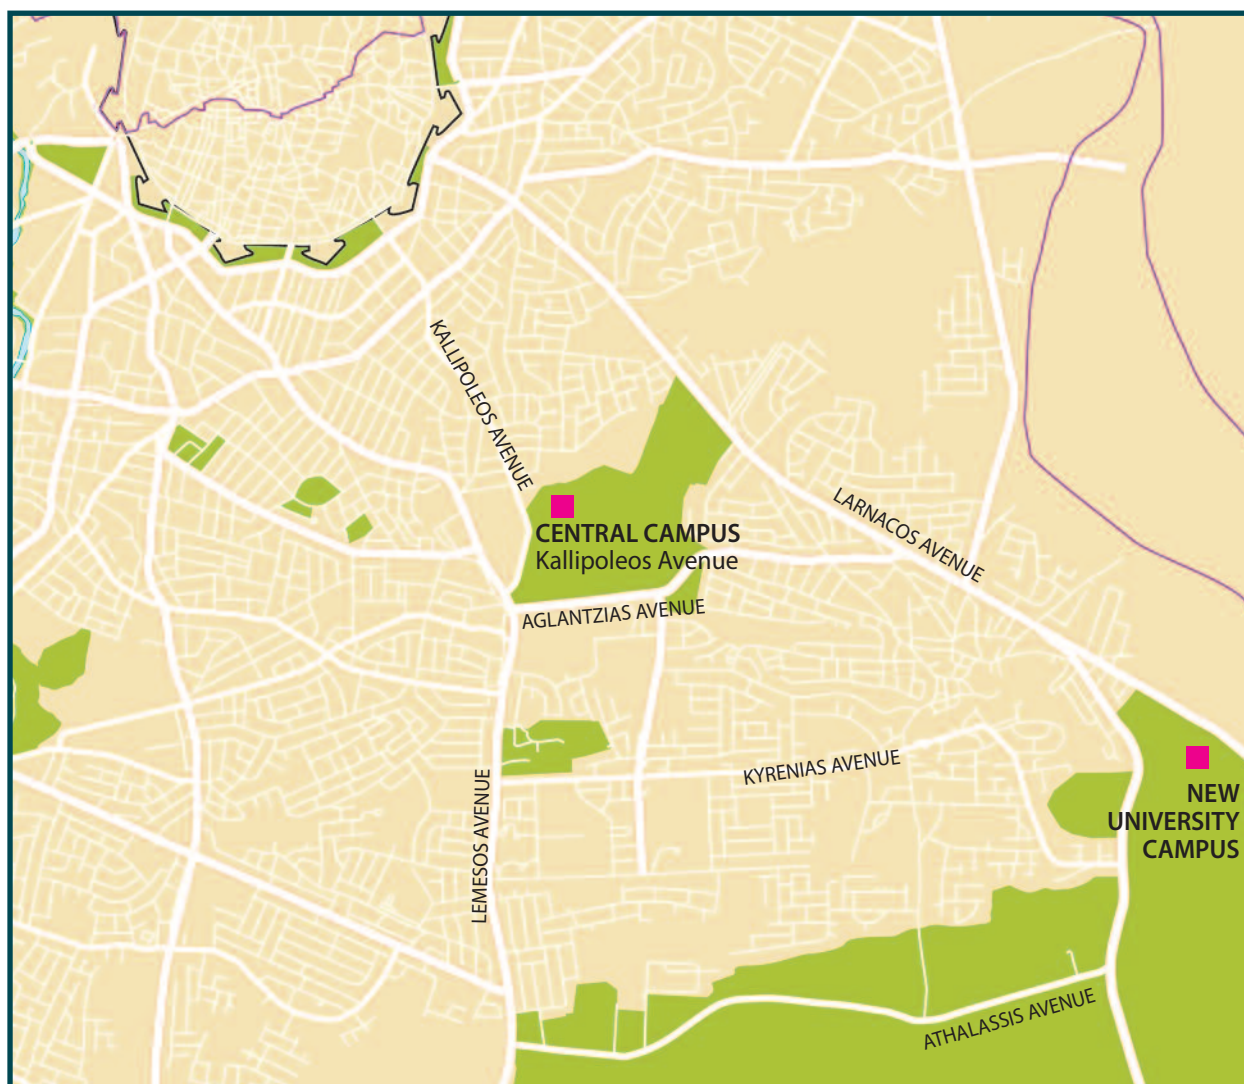 KALLIPOLEOS AVENUE
CENTRAL CAMPUS
Kallipoleos Avenue
LARNACOS AVENUE
AGLANTZIAS AVENUE
KYRENIAS AVENUE
LEMESOS AVENUE
NEW
UNIVERSITY
CAMPUS
ATHALASSIS AVENUE